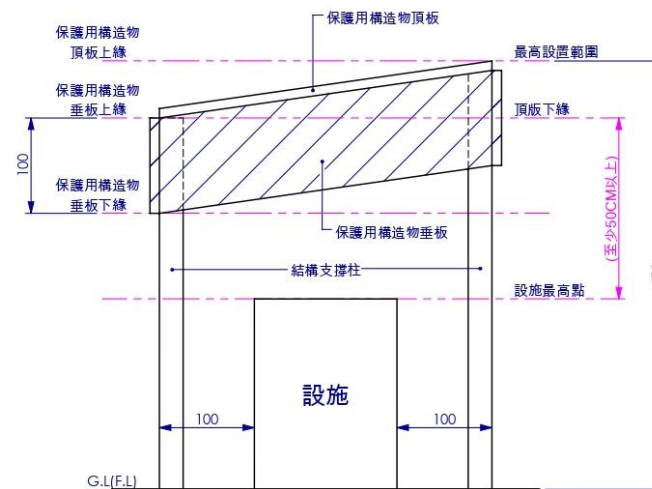 保護用構造物頂板
保護用構造物
頂板上緣
最高設置範圍
保護用構造物
垂板上緣
頂版下緣
100
(至少50CM以上)
保護用構造物
垂板下緣
保護用構造物垂板
結構支撐柱
設施最高點
設施
100
100
G.L(F.L)